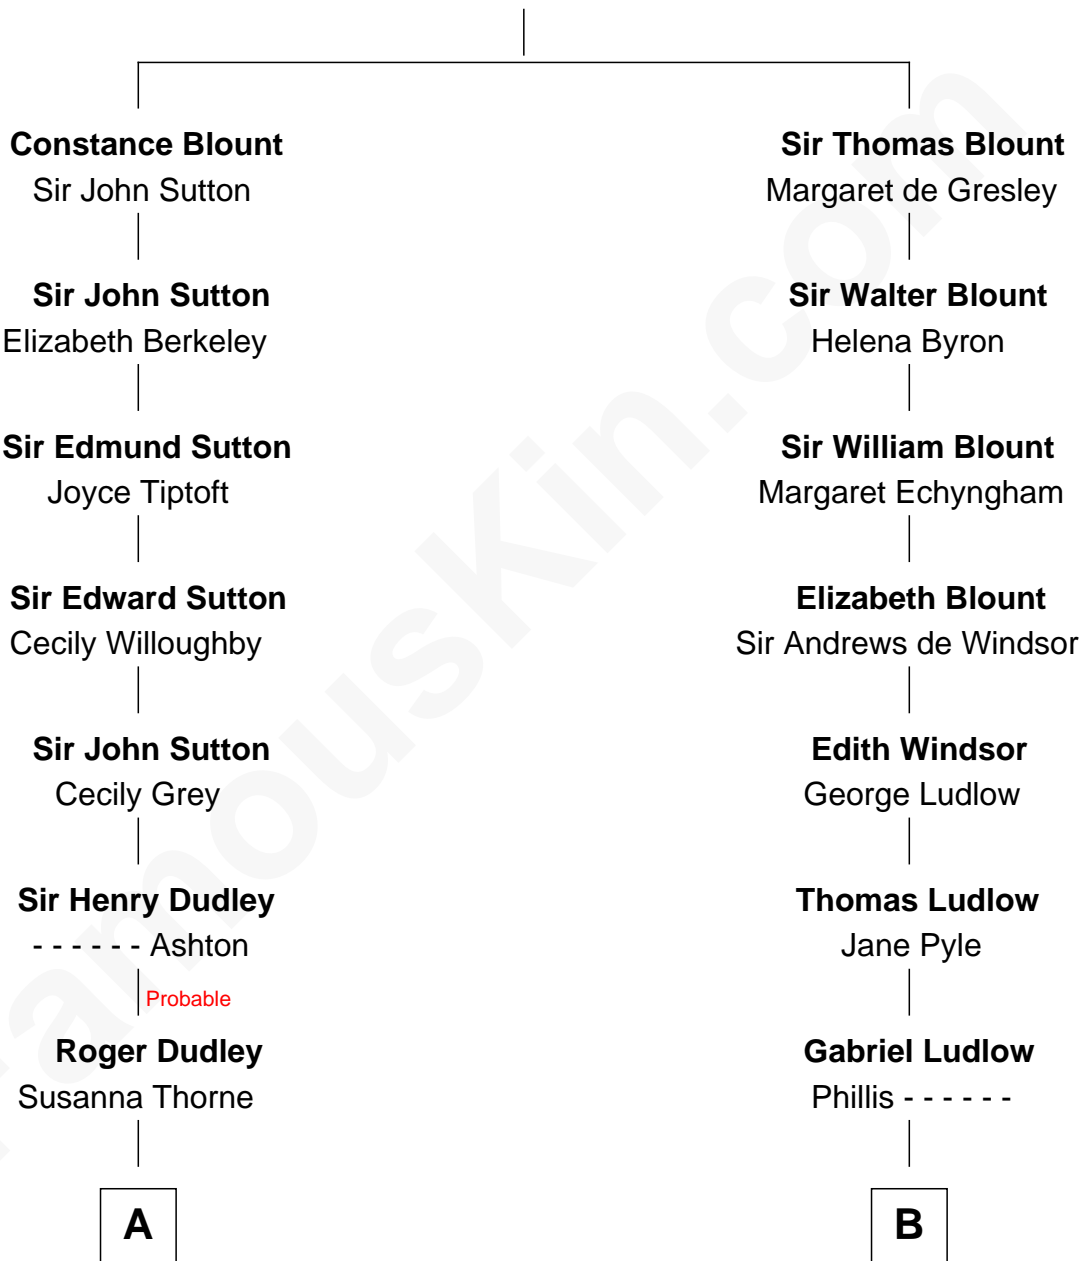 Constance Blount
Sir John Sutton
Sir John Sutton
Elizabeth Berkeley
Sir Edmund Sutton
Joyce Tiptoft
Sir Edward Sutton
Cecily Willoughby
Sir John Sutton
Cecily Grey
Sir Henry Dudley
- - - - - - Ashton
Probable
Roger Dudley
Susanna Thorne
A
Sir Thomas Blount
Margaret de Gresley
Sir Walter Blount
Helena Byron
Sir William Blount
Margaret Echyngham
Elizabeth Blount
Sir Andrews de Windsor
Edith Windsor
George Ludlow
Thomas Ludlow
Jane Pyle
Gabriel Ludlow
Phillis - - - - - -
B
FamousKin.com